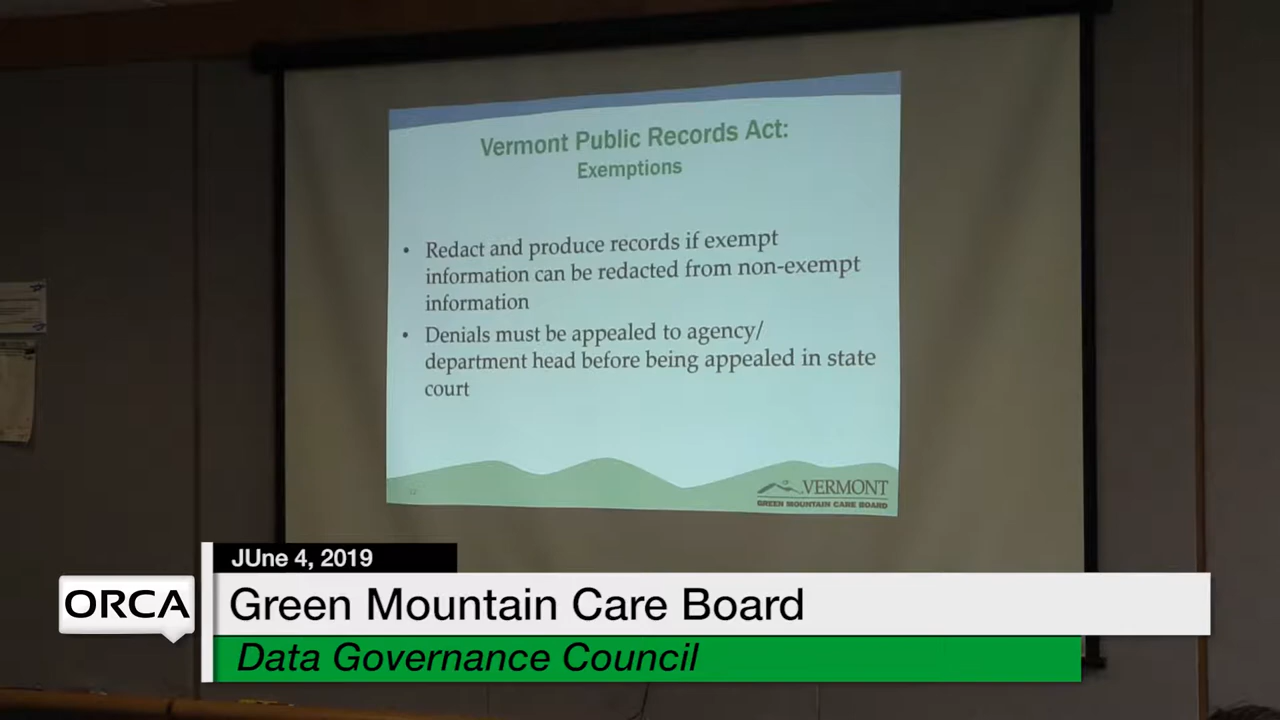 Vermont Public Records Act:
Exemptions
• Redact and produce records if exempt
information can be redacted from non-exempt
information
• Denials must be appealed to agency/
department head before being appealed in state
court
VERMONT
GREEN MOUNTAIN CARE BOARD
JUne 4, 2019
ORCA
Green Mountain Care Board
Data Governance Council